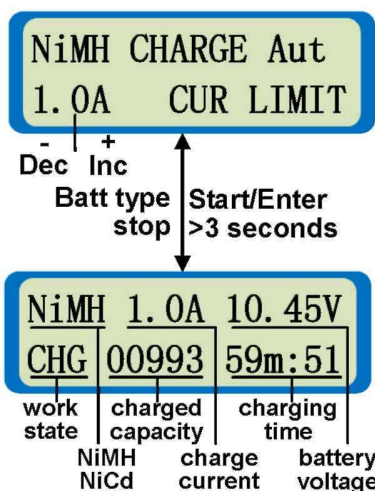 NiMH CHARGE Aut
1.0A CUR LIMIT
- +
Dec Inc
Batt type Start/Enter
stop >3 seconds
NiMH 1.0A 10.45V
CHG 00993 59m:51
work charged charging
state capacity time
NiMH charge battery
NiCd current voltage